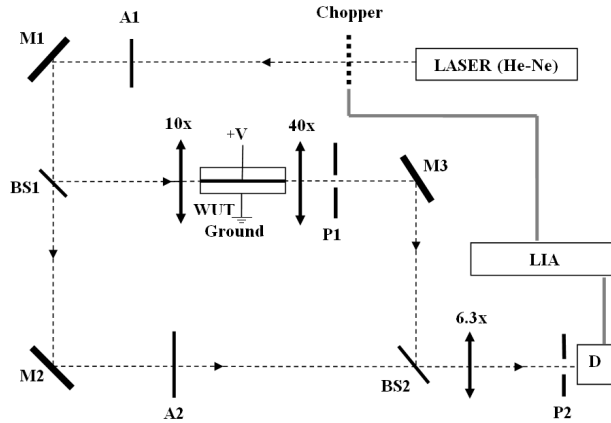 Chopper
A1
M1
LASER (He-Ne)
10x
40x
+V
M3
BS1
WUT
Ground
P1
LIA
6.3x
D
M2
BS2
A2
P2